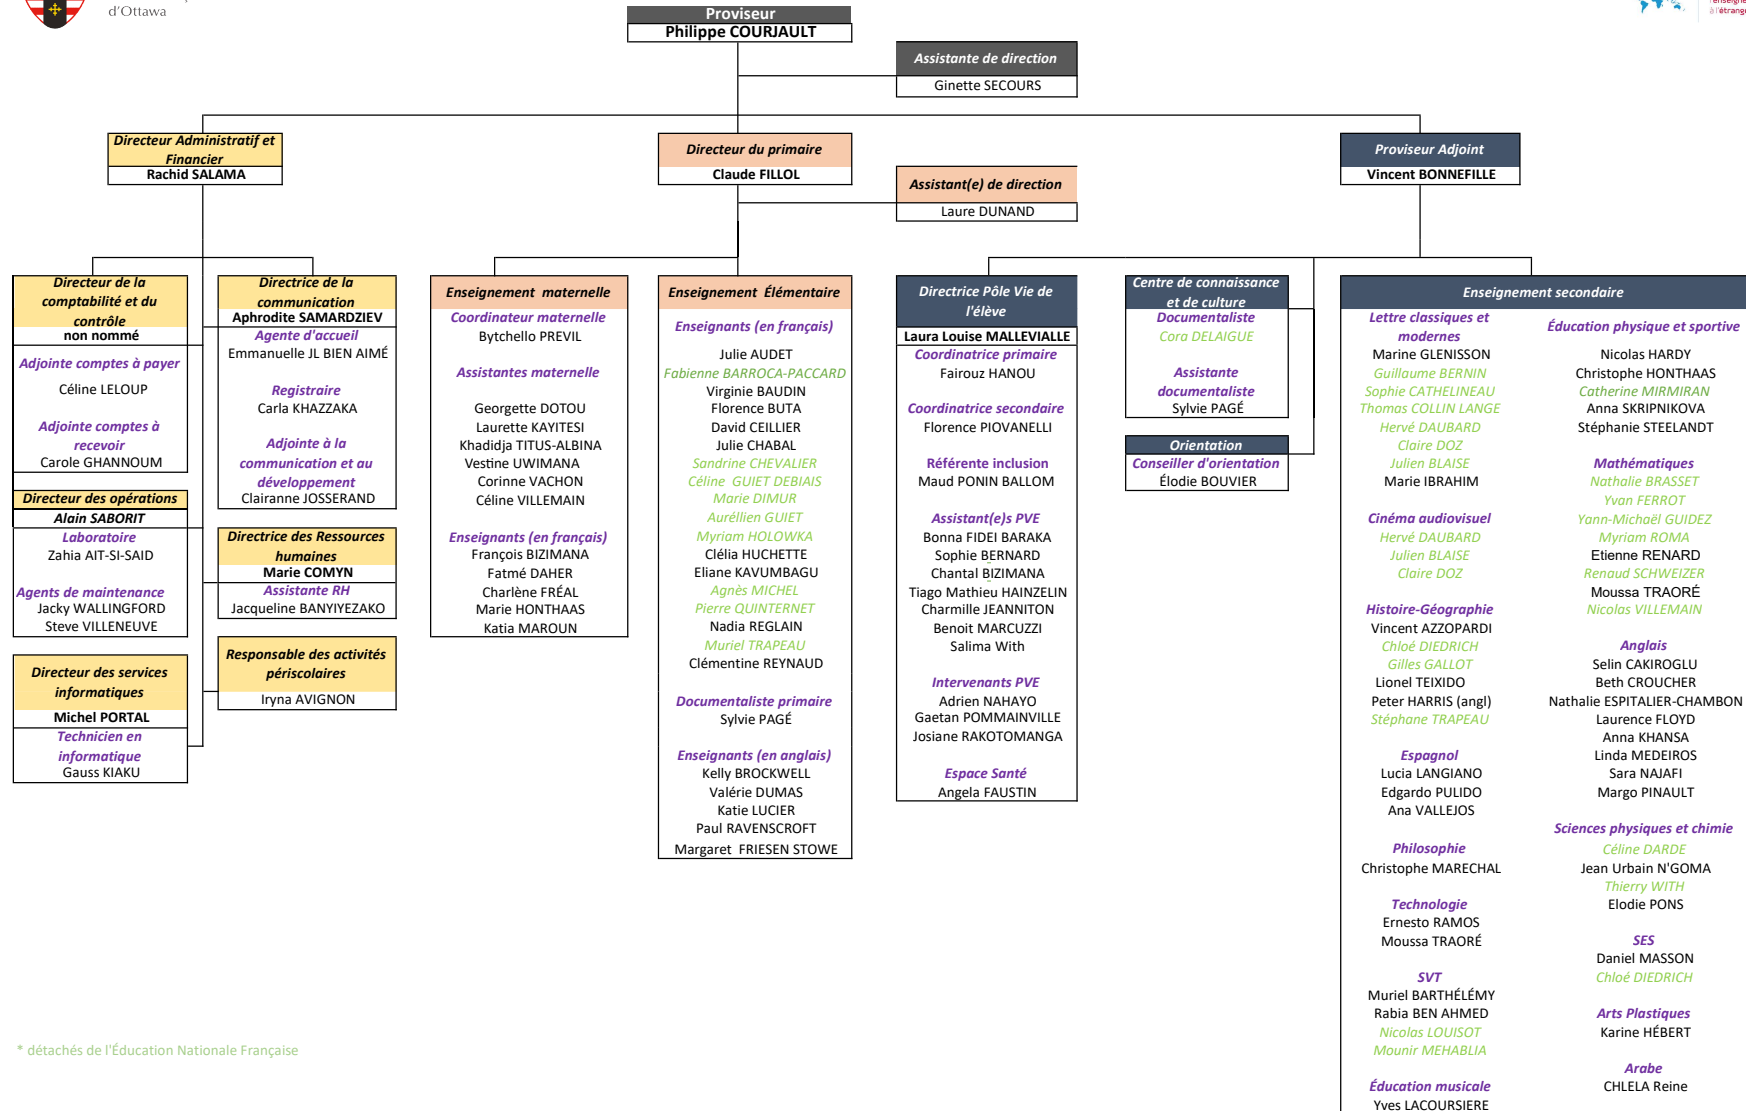 d'Ottawa
l'enseigne
à l'étrange
Proviseur
Philippe COURJAULT
Assistante de direction
Ginette SECOURS
Directeur Administratif et
Financier
Rachid SALAMA
Directeur du primaire
Claude FILLOL
Proviseur Adjoint
Vincent BONNEFILLE
Assistant(e) de direction
Laure DUNAND
Directeur de la
comptabilité et du
contrôle
non nommé
Adjointe comptes à payer
Céline LELOUP
Adjointe comptes à
recevoir
Carole GHANNOUM
Directeur des opérations
Alain SABORIT
Laboratoire
Zahia AIT-SI-SAID
Agents de maintenance
Jacky WALLINGFORD
Steve VILLENEUVE
Directeur des services
informatiques
Michel PORTAL
Technicien en
informatique
Gauss KIAKU
Directrice de la
communication
Aphrodite SAMARDZIEV
Agente d'accueil
Emmanuelle JL BIEN AIMÉ
Registraire
Carla KHAZZAKA
Adjointe à la
communication et au
développement
Clairanne JOSSERAND
Directrice des Ressources
humaines
Marie COMYN
Assistante RH
Jacqueline BANYIYEZAKO
Responsable des activités
périscolaires
Iryna AVIGNON
Enseignement maternelle
Coordinateur maternelle
Bytchello PREVIL
Assistantes maternelle
Georgette DOTOU
Laurette KAYITESI
Khadidja TITUS-ALBINA
Vestine UWIMANA
Corinne VACHON
Céline VILLEMAIN
Enseignants (en français)
François BIZIMANA
Fatmé DAHER
Charlène FRÉAL
Marie HONTHAAS
Katia MAROUN
Enseignement Élémentaire
Enseignants (en français)
Julie AUDET
Fabienne BARROCA-PACCARD
Virginie BAUDIN
Florence BUTA
David CEILLIER
Julie CHABAL
Sandrine CHEVALIER
Céline GUIET DEBIAIS
Marie DIMUR
Auréllien GUIET
Myriam HOLOWKA
Clélia HUCHETTE
Eliane KAVUMBAGU
Agnès MICHEL
Pierre QUINTERNET
Nadia REGLAIN
Muriel TRAPEAU
Clémentine REYNAUD
Documentaliste primaire
Sylvie PAGÉ
Enseignants (en anglais)
Kelly BROCKWELL
Valérie DUMAS
Katie LUCIER
Paul RAVENSCROFT
Margaret FRIESEN STOWE
Directrice Pôle Vie de
l'élève
Laura Louise MALLEVIALLE
Coordinatrice primaire
Fairouz HANOU
Coordinatrice secondaire
Florence PIOVANELLI
Référente inclusion
Maud PONIN BALLOM
Assistant(e)s PVE
Bonna FIDEI BARAKA
Sophie BERNARD
Chantal BIZIMANA
Tiago Mathieu HAINZELIN
Charmille JEANNITON
Benoit MARCUZZI
Salima With
Intervenants PVE
Adrien NAHAYO
Gaetan POMMAINVILLE
Josiane RAKOTOMANGA
Espace Santé
Angela FAUSTIN
Centre de connaissance
et de culture
Documentaliste
Cora DELAIGUE
Assistante
documentaliste
Sylvie PAGÉ
Orientation
Conseiller d'orientation
Élodie BOUVIER
Enseignement secondaire
Lettre classiques et
modernes
Marine GLENISSON
Guillaume BERNIN
Sophie CATHELINEAU
Thomas COLLIN LANGE
Hervé DAUBARD
Claire DOZ
Julien BLAISE
Marie IBRAHIM
Cinéma audiovisuel
Hervé DAUBARD
Julien BLAISE
Claire DOZ
Histoire-Géographie
Vincent AZZOPARDI
Chloé DIEDRICH
Gilles GALLOT
Lionel TEIXIDO
Peter HARRIS (angl)
Stéphane TRAPEAU
Espagnol
Lucia LANGIANO
Edgardo PULIDO
Ana VALLEJOS
Philosophie
Christophe MARECHAL
Technologie
Ernesto RAMOS
Moussa TRAORÉ
SVT
Muriel BARTHÉLÉMY
Rabia BEN AHMED
Nicolas LOUISOT
Mounir MEHABLIA
Éducation musicale
Yves LACOURSIERE
Éducation physique et sportive
Nicolas HARDY
Christophe HONTHAAS
Catherine MIRMIRAN
Anna SKRIPNIKOVA
Stéphanie STEELANDT
Mathématiques
Nathalie BRASSET
Yvan FERROT
Yann-Michaël GUIDEZ
Myriam ROMA
Etienne RENARD
Renaud SCHWEIZER
Moussa TRAORÉ
Nicolas VILLEMAIN
Anglais
Selin CAKIROGLU
Beth CROUCHER
Nathalie ESPITALIER-CHAMBON
Laurence FLOYD
Anna KHANSA
Linda MEDEIROS
Sara NAJAFI
Margo PINAULT
Sciences physiques et chimie
Céline DARDE
Jean Urbain N'GOMA
Thierry WITH
Elodie PONS
SES
Daniel MASSON
Chloé DIEDRICH
Arts Plastiques
Karine HÉBERT
Arabe
CHLELA Reine
* détachés de l'Éducation Nationale Française